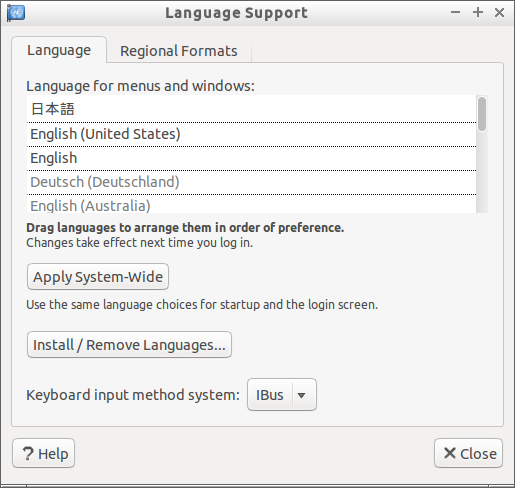 Language Support
Language
Regional Formats
Language for menus and windows:
日本語
English (United States)
English
Deutsch (Deutschland)
English (Australia)
Drag languages to arrange them in order of preference.
Changes take effect next time you log in.
Apply System-Wide
Use the same language choices for startup and the login screen.
Install / Remove Languages...
Keyboard input method system: IBus
? Help
Close